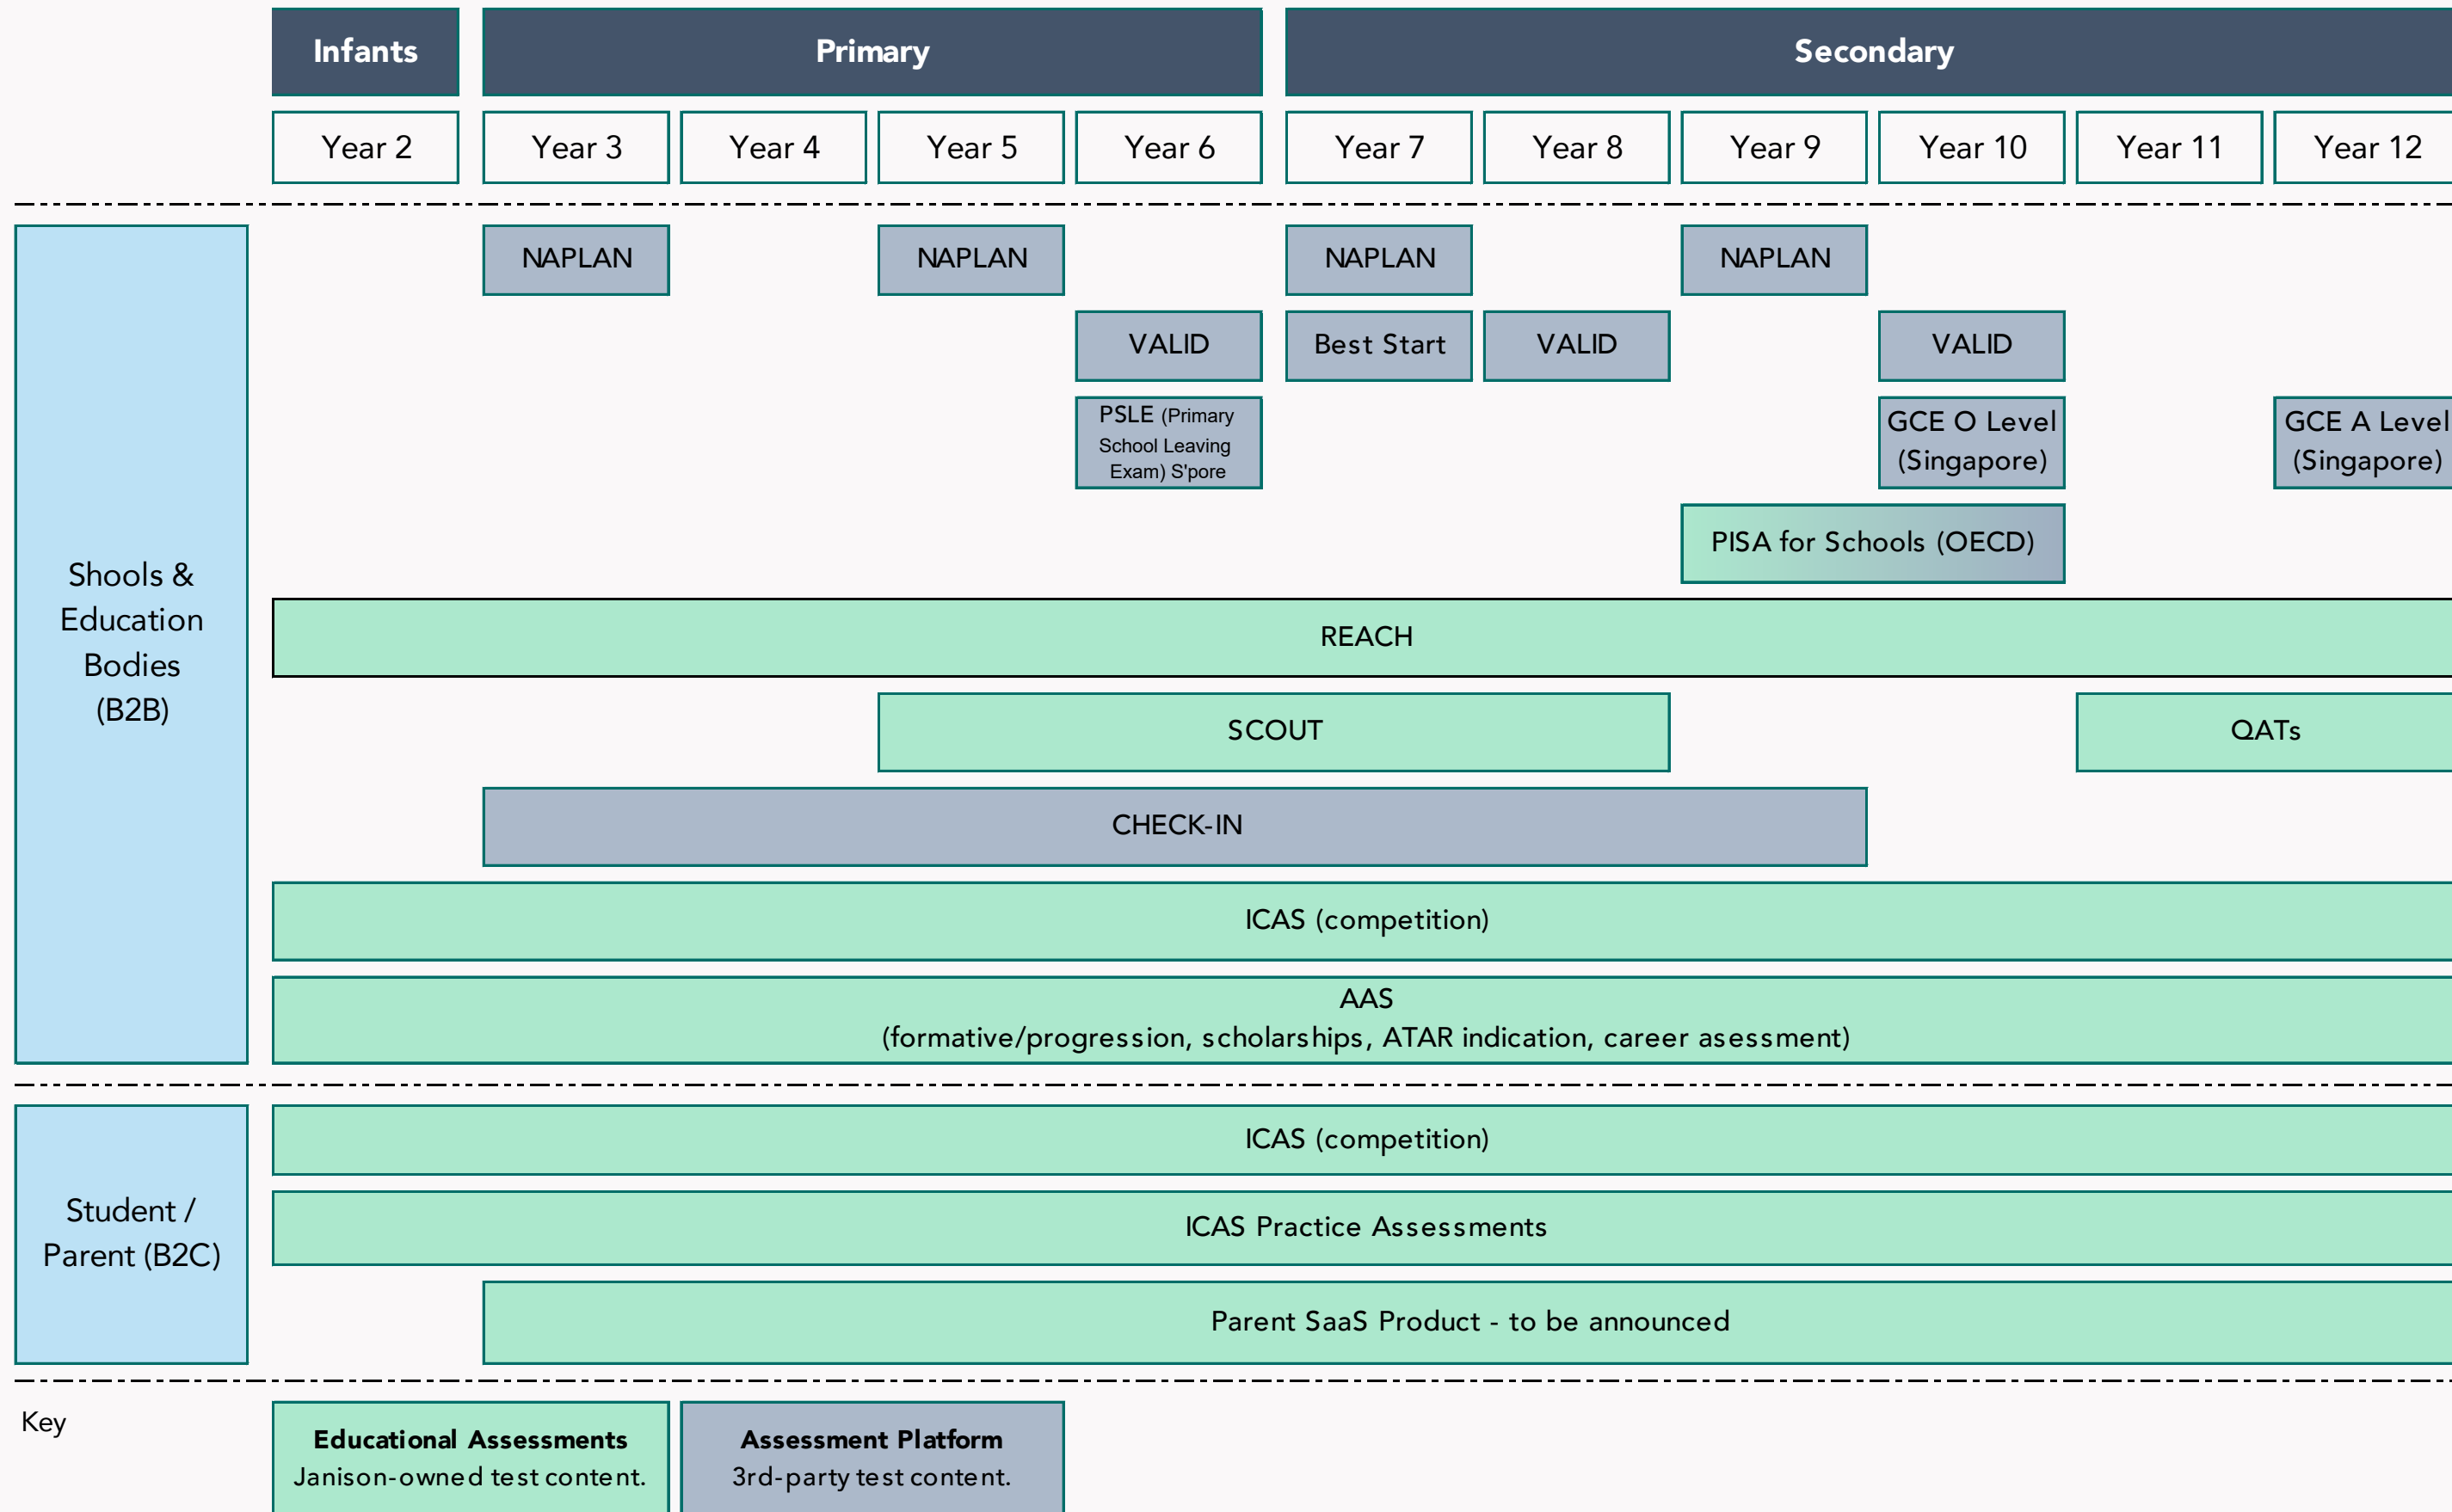 Infants
Primary
Secondary
Year 2
Year 3
Year 4
Year 5
Year 6
Year 7
Year 8
Year 9
Year 10
Year 11
Year 12
Shools &
Education
Bodies
(B2B)
NAPLAN
NAPLAN
NAPLAN
NAPLAN
VALID
Best Start
VALID
VALID
PSLE (Primary
School Leaving
Exam) S'pore
GCE O Level
(Singapore)
GCE A Level
(Singapore)
PISA for Schools (OECD)
REACH
SCOUT
QATs
CHECK-IN
ICAS (competition)
AAS
(formative/progression, scholarships, ATAR indication, career asessment)
Student /
Parent (B2C)
ICAS (competition)
ICAS Practice Assessments
Parent SaaS Product - to be announced
Key
Educational Assessments
Janison-owned test content.
Assessment Platform
3rd-party test content.